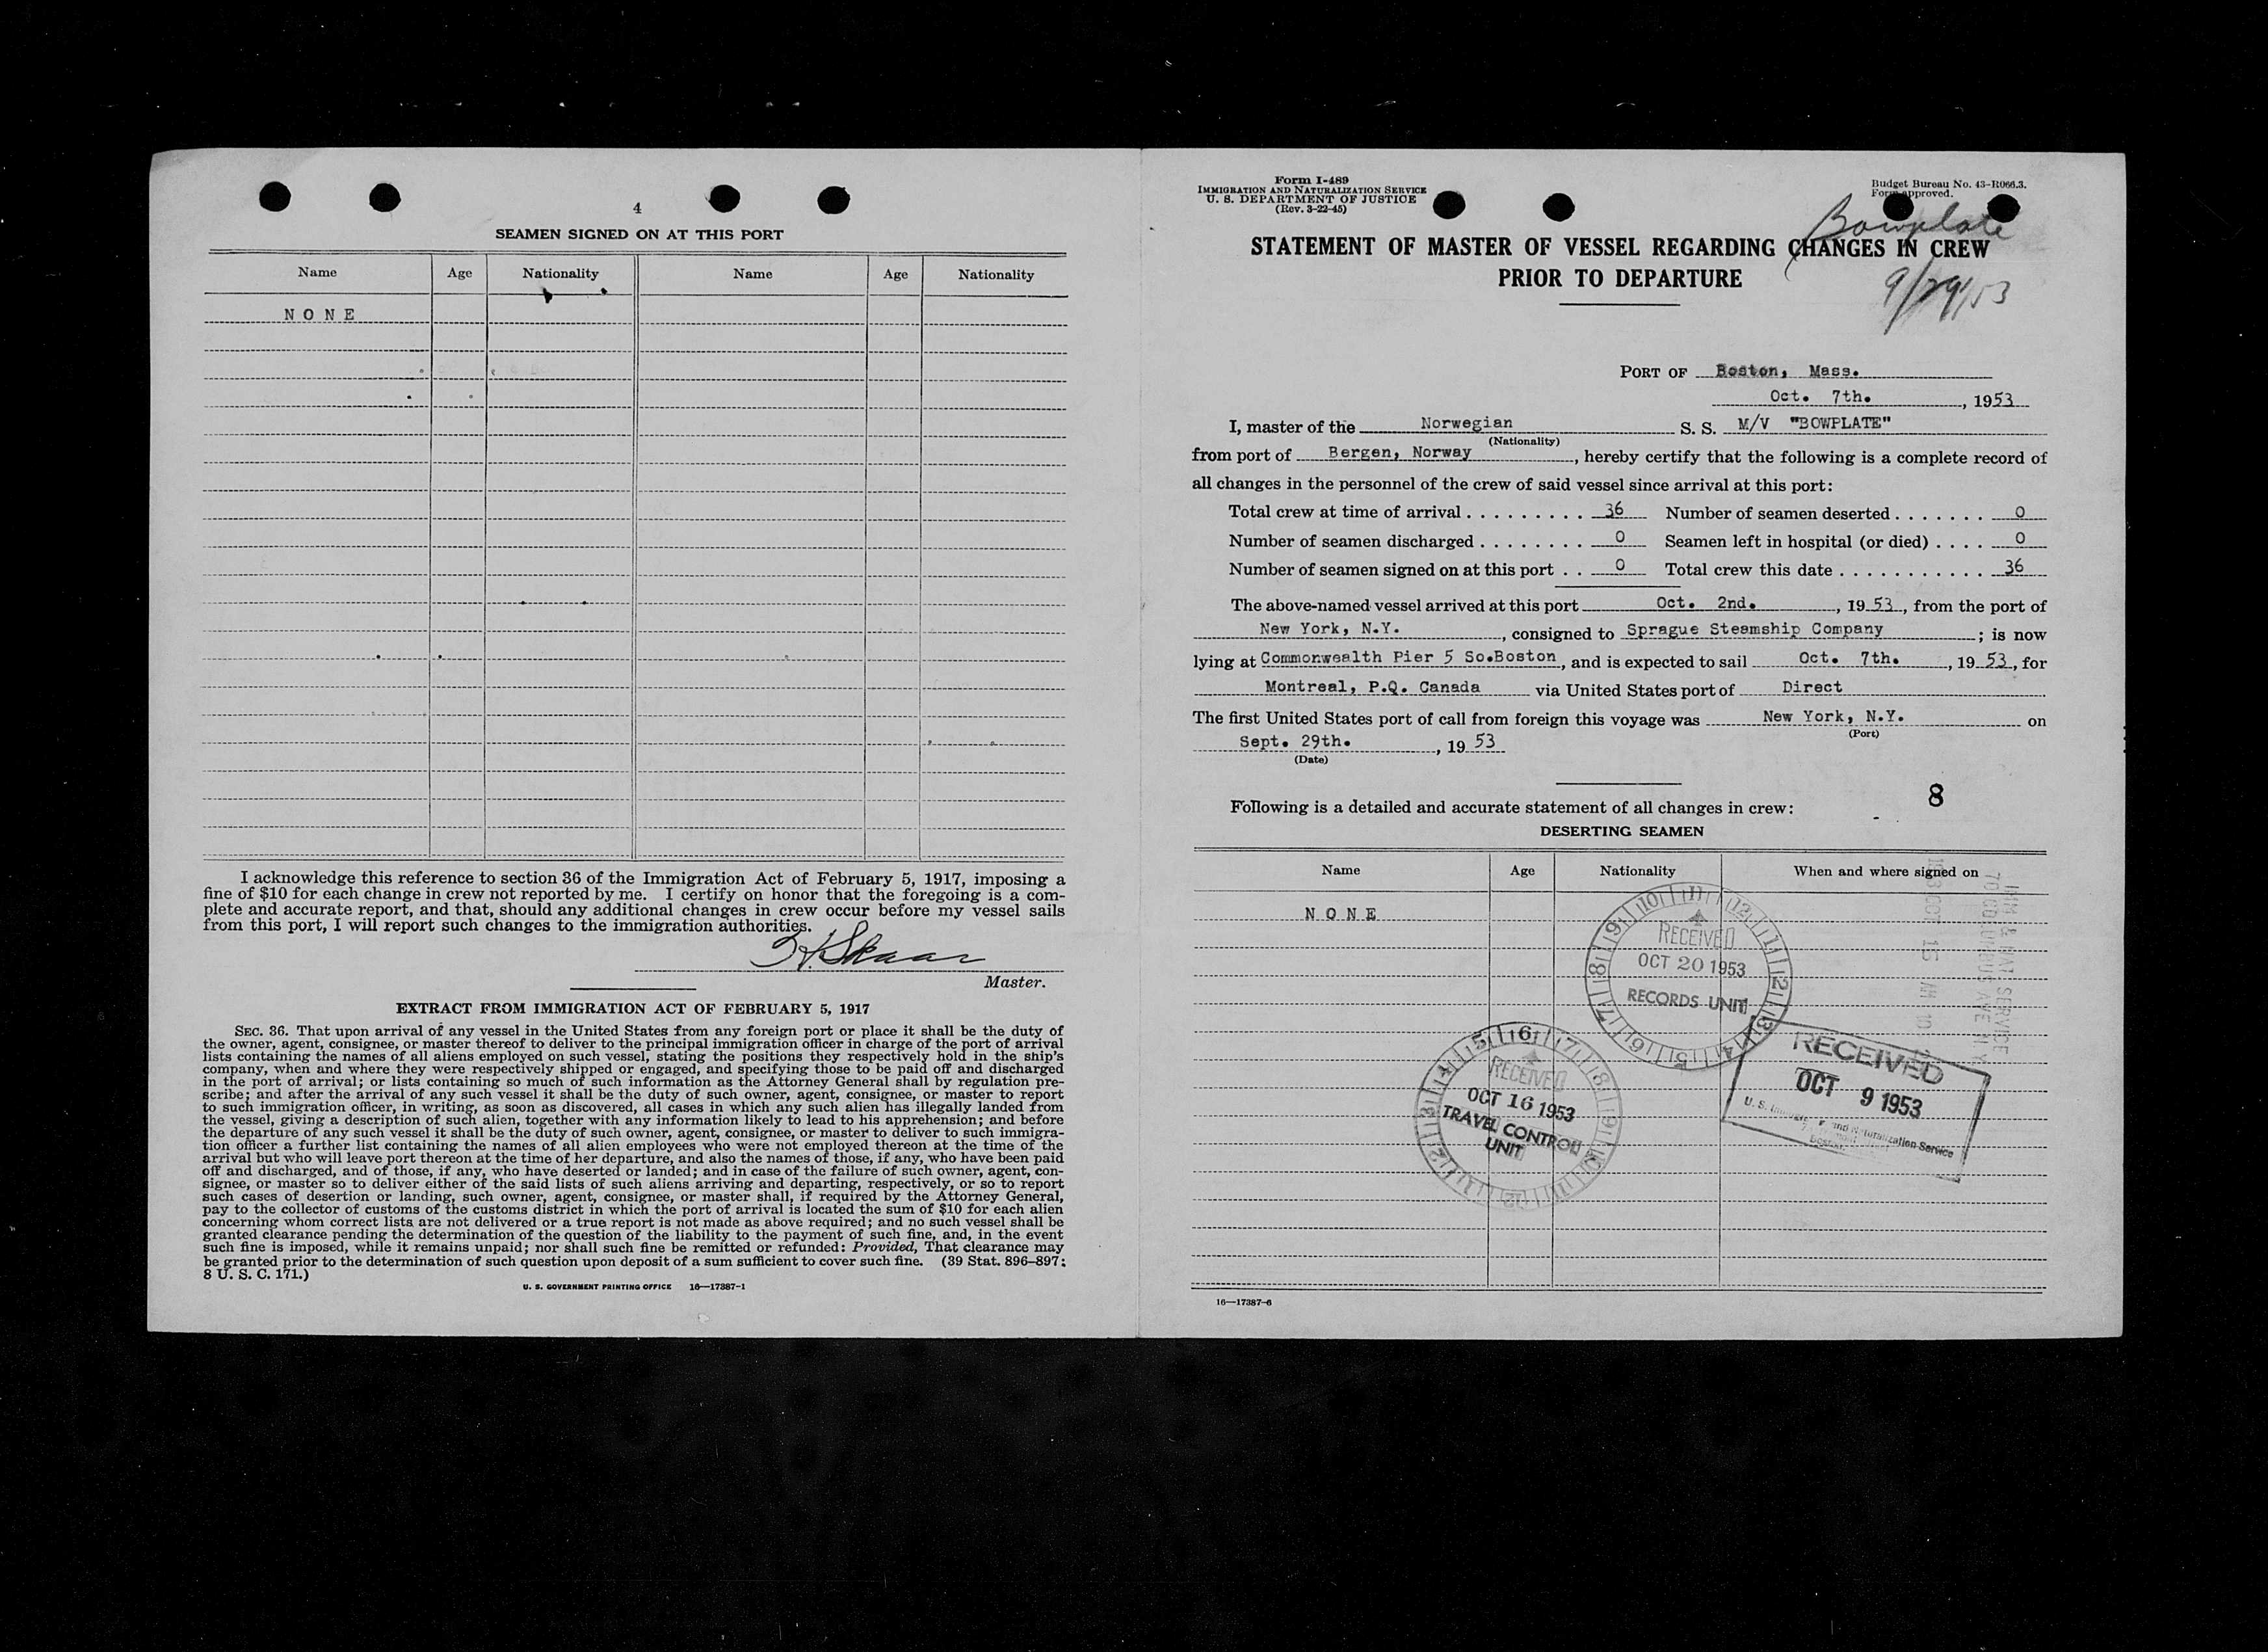 4
SEAMEN SIGNED ON AT THIS PORT
Name Age Nationality Name Age Nationality
NONE
I acknowledge this reference to section 36 of the Immigration Act of February 5, 1917, imposing a
fine of $10 for each change in crew not reported by me. I certify on honor that the foregoing is a com-
plete and accurate report, and that, should any additional changes in crew occur before my vessel sails
from this port, I will report such changes to the immigration authorities.
Skaar
Master.
EXTRACT FROM IMMIGRATION ACT OF FEBRUARY 5, 1917
SEC. 36. That upon arrival of any vessel in the United States from any foreign port or place it shall be the duty of
the owner, agent, consignee, or master thereof to deliver to the principal immigration officer in charge of the port of arrival
lists containing the names of all aliens employed on such vessel, stating the positions they respectively hold in the ship's
company, when and where they were respectively shipped or engaged, and specifying those to be paid off and discharged
in the port of arrival; or lists containing so much of such information as the Attorney General shall by regulation pre-
scribe; and after the arrival of any such vessel it shall be the duty of such owner, agent, consignee, or master to report
to such immigration officer, in writing, as soon as discovered, all cases in which any such alien has illegally landed from
the vessel, giving a description of such alien, together with any information likely to lead to his apprehension; and before
the departure of any such vessel it shall be the duty of such owner, agent, consignee, or master to deliver to such immigra-
tion officer a further list containing the names of all alien employees who were not employed thereon at the time of the
arrival but who will leave port thereon at the time of her departure, and also the names of those, if any, who have been paid
off and discharged, and of those, if any, who have deserted or landed; and in case of the failure of such owner, agent, con-
signee, or master so to deliver either of the said lists of such aliens arriving and departing, respectively, or so to report
such cases of desertion or landing, such owner, agent, consignee, or master shall, if required by the Attorney General,
pay to the collector of customs of the customs district in which the port of arrival is located the sum of $10 for each alien
concerning whom correct lists are not delivered or a true report is not made as above required; and no such vessel shall be
granted clearance pending the determination of the question of the liability to the payment of such fine, and, in the event
such fine is imposed, while it remains unpaid; nor shall such fine be remitted or refunded: Provided, That clearance may
be granted prior to the determination of such question upon deposit of a sum sufficient to cover such fine. (39 Stat. 896–897;
8 U. S. C. 171.)
U. S. GOVERNMENT PRINTING OFFICE 16—17387-1
Form I-489
IMMIGRATION AND NATURALIZATION SERVICE
U. S. DEPARTMENT OF JUSTICE
(Rev. 3-22-45)
Budget Bureau No. 43-R066.3.
Form approved.
Bowplate
STATEMENT OF MASTER OF VESSEL REGARDING CHANGES IN CREW
PRIOR TO DEPARTURE
9/29/53
PORT OF Boston, Mass.
Oct. 7th. , 1953
I, master of the Norwegian S. S. M/V "BOWPLATE"
(Nationality)
from port of Bergen, Norway , hereby certify that the following is a complete record of
all changes in the personnel of the crew of said vessel since arrival at this port:
Total crew at time of arrival . . . . . . . . . 36 Number of seamen deserted . . . . . . . 0
Number of seamen discharged . . . . . . . . 0 Seamen left in hospital (or died) . . . . 0
Number of seamen signed on at this port . . 0 Total crew this date . . . . . . . . . . . . 36
The above-named vessel arrived at this port Oct. 2nd. , 19 53 , from the port of
New York, N.Y. , consigned to Sprague Steamship Company ; is now
lying at Commonwealth Pier 5 So.Boston , and is expected to sail Oct. 7th. , 19 53 , for
Montreal, P.Q. Canada via United States port of Direct
The first United States port of call from foreign this voyage was New York, N.Y. on
(Port)
Sept. 29th. , 19 53
(Date)
8
Following is a detailed and accurate statement of all changes in crew:
DESERTING SEAMEN
Name Age Nationality When and where signed on
NONE
RECEIVED
OCT 20 1953
RECORDS UNIT
RECEIVED
OCT 16 1953
TRAVEL CONTROL
UNIT
RECEIVED
OCT 9 1953
U. S. and Naturalization Service
Boston
16—17387-6